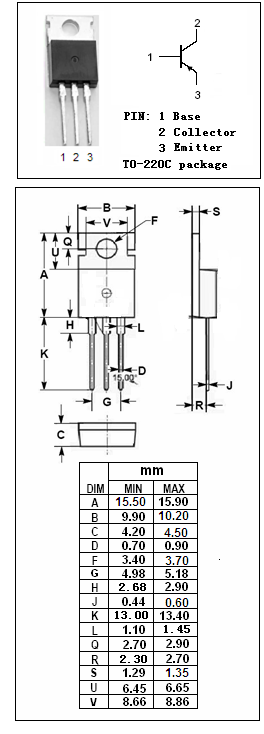 2
1
3
1 2 3
PIN: 1 Base
2 Collector
3 Emitter
TO-220C package
B
V
F
S
Q
U
A
H
L
K
D
15.00°
G
J
R
C
mm
DIM MIN MAX
A 15.50 15.90
B 9.90 10.20
C 4.20 4.50
D 0.70 0.90
F 3.40 3.70
G 4.98 5.18
H 2.68 2.90
J 0.44 0.60
K 13.00 13.40
L 1.10 1.45
Q 2.70 2.90
R 2.30 2.70
S 1.29 1.35
U 6.45 6.65
V 8.66 8.86